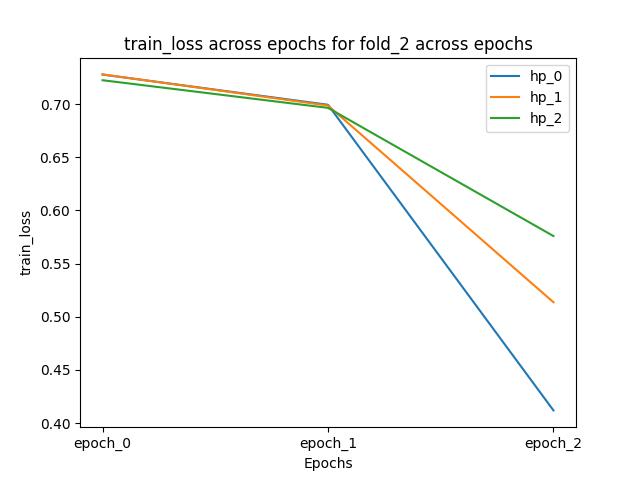 train_loss across epochs for fold_2 across epochs
hp_0
hp_1
hp_2
train_loss
0.70
0.65
0.60
0.55
0.50
0.45
0.40
epoch_0 epoch_1 epoch_2
Epochs